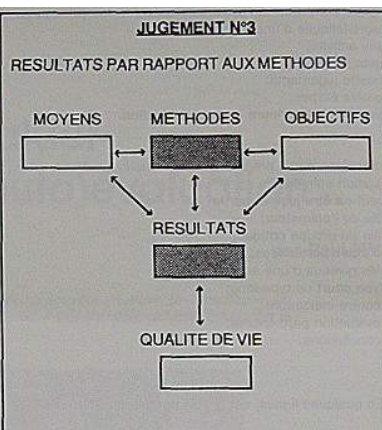 JUGEMENT N°3
RESULTATS PAR RAPPORT AUX METHODES
MOYENS METHODES OBJECTIFS
RESULTATS
QUALITE DE VIE